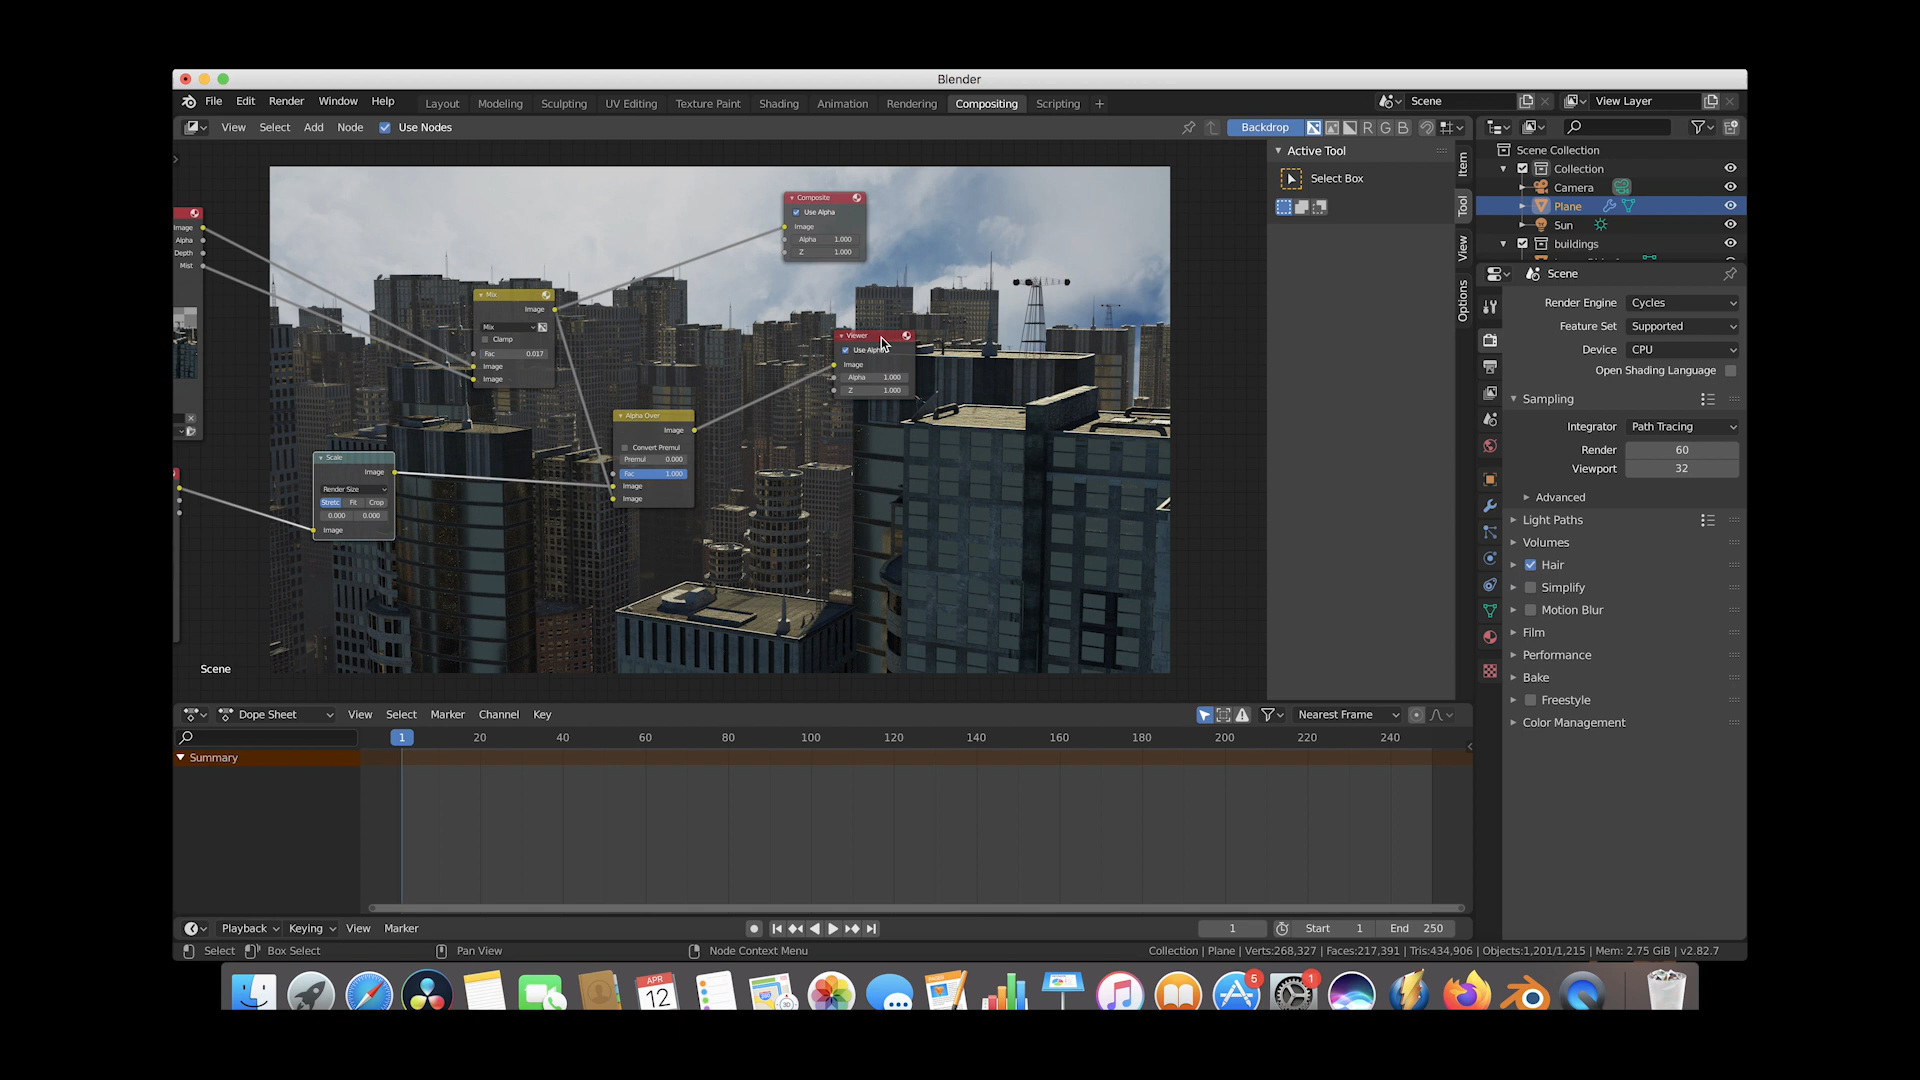 Blender
File Edit Render Window Help Layout Modeling Sculpting UV Editing Texture Paint Shading Animation Rendering Compositing Scripting + Scene View Layer
View Select Add Node Use Nodes Backdrop R G B
Active Tool
Select Box
Item
Tool
View
Options
Scene Collection
Collection
Camera
Plane
Sun
buildings
Image
Alpha
Depth
Mist
Composite
Use Alpha
Image
Alpha 1.000
Z 1.000
Mix
Image
Mix
Clamp
Fac 0.017
Image
Image
Viewer
Use Alpha
Image
Alpha 1.000
Z 1.000
Alpha Over
Image
Convert Premul
Premul 0.000
Fac 1.000
Image
Image
Scale
Image
Render Size
Stretc Fit Crop
0.000 0.000
Image
Scene
Scene
Render Engine Cycles
Feature Set Supported
Device CPU
Open Shading Language
Sampling
Integrator Path Tracing
Render 60
Viewport 32
Advanced
Light Paths
Volumes
Hair
Simplify
Motion Blur
Film
Performance
Bake
Freestyle
Color Management
Dope Sheet View Select Marker Channel Key Nearest Frame
1 20 40 60 80 100 120 140 160 180 200 220 240
Summary
Playback Keying View Marker 1 Start 1 End 250
Select Box Select Pan View Node Context Menu Collection | Plane | Verts:268,327 | Faces:217,391 | Tris:434,906 | Objects:1,201/1,215 | Mem: 2.75 GiB | v2.82.7
APR
12
5
1